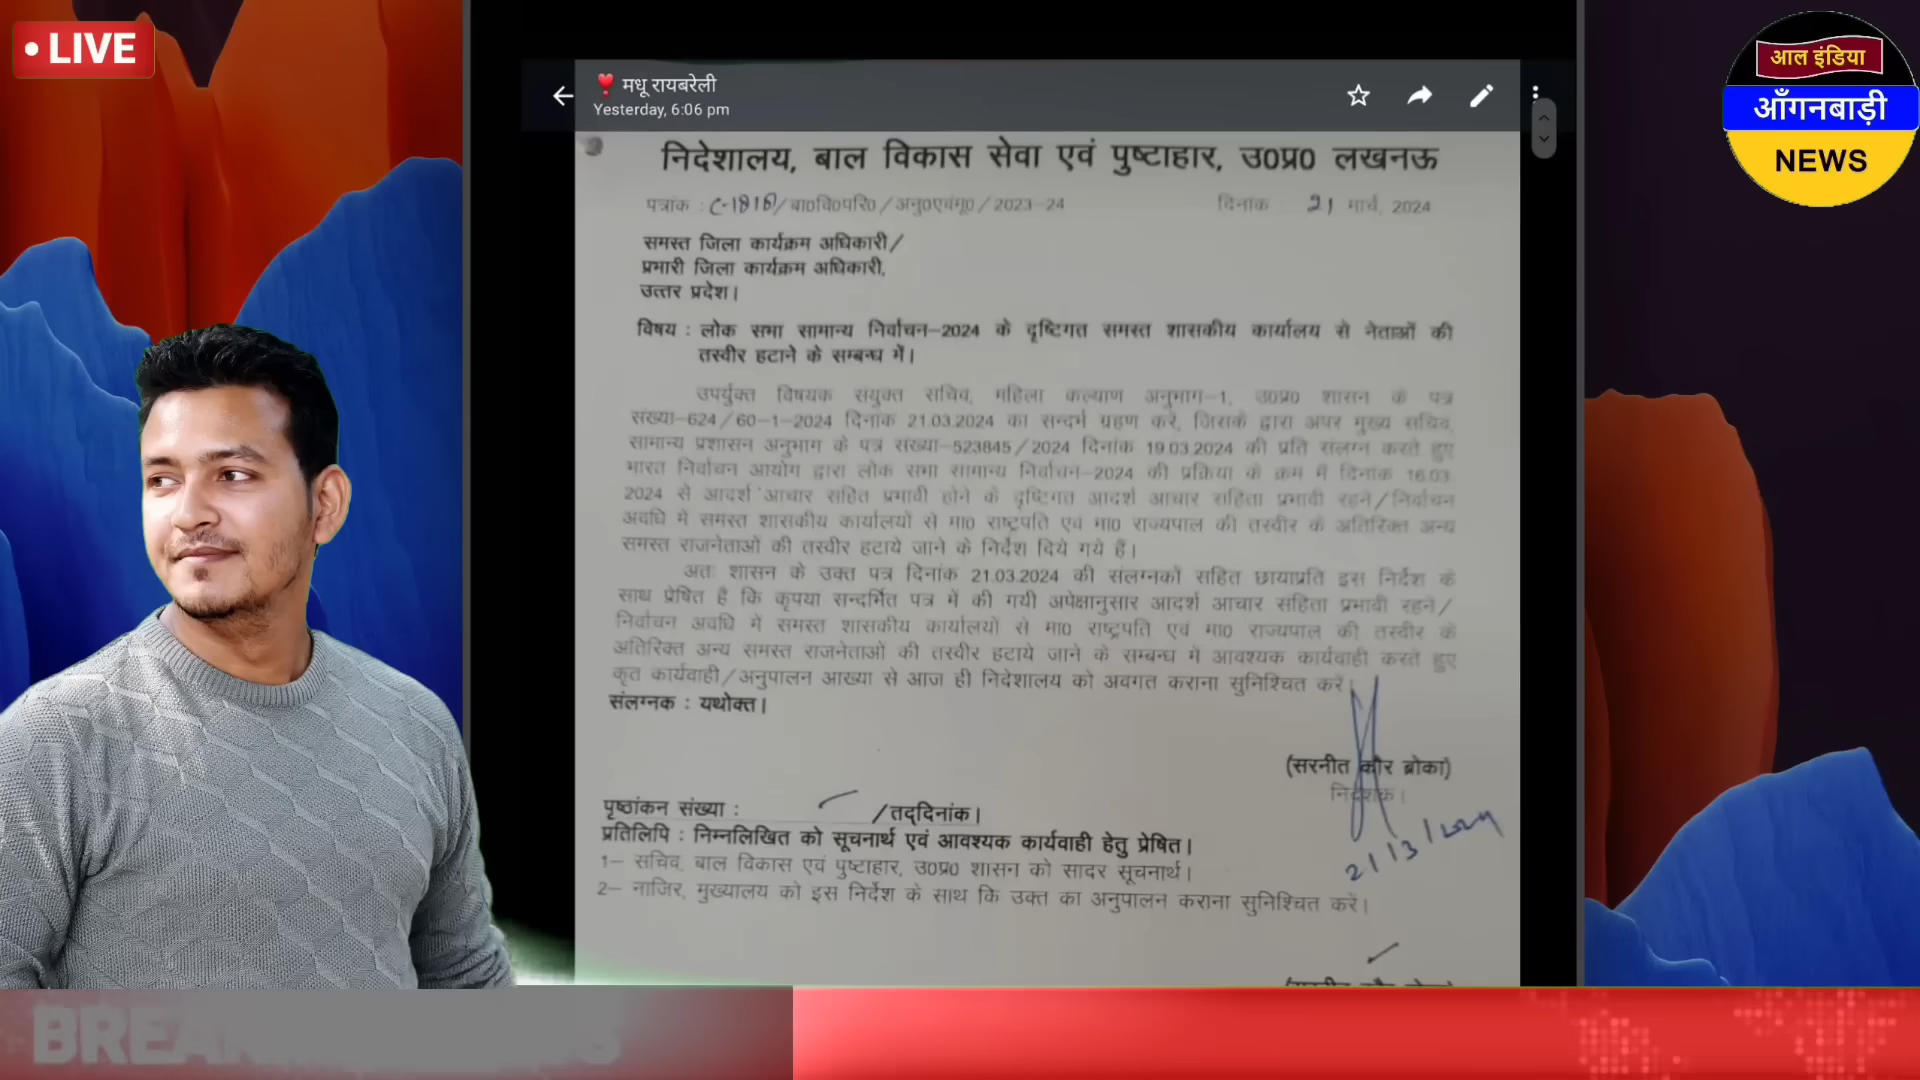 • LIVE
मधू रायबरेली
Yesterday, 6:06 pm
आल इंडिया
आँगनबाड़ी
NEWS
निदेशालय, बाल विकास सेवा एवं पुष्टाहार, उ0प्र0 लखनऊ
पत्रांक : C-1816/बा0वि0परि0/अनु0एवंमू0/2023-24 दिनांक 21 मार्च, 2024
समस्त जिला कार्यक्रम अधिकारी/
प्रभारी जिला कार्यक्रम अधिकारी,
उत्तर प्रदेश।
विषय : लोक सभा सामान्य निर्वाचन-2024 के दृष्टिगत समस्त शासकीय कार्यालय से नेताओं की
तस्वीर हटाने के सम्बन्ध में।
उपर्युक्त विषयक संयुक्त सचिव, महिला कल्याण अनुभाग-1, उ0प्र0 शासन के पत्र
संख्या-624/60-1-2024 दिनांक 21.03.2024 का सन्दर्भ ग्रहण करें, जिसके द्वारा अपर मुख्य सचिव,
सामान्य प्रशासन अनुभाग के पत्र संख्या-523845/2024 दिनांक 19.03.2024 की प्रति संलग्न करते हुए
भारत निर्वाचन आयोग द्वारा लोक सभा सामान्य निर्वाचन-2024 की प्रक्रिया के क्रम में दिनांक 16.03.
2024 से आदर्श आचार सहित प्रभावी होने के दृष्टिगत आदर्श आचार संहिता प्रभावी रहने/निर्वाचन
अवधि में समस्त शासकीय कार्यालयों से मा0 राष्ट्रपति एवं मा0 राज्यपाल की तस्वीर के अतिरिक्त अन्य
समस्त राजनेताओं की तस्वीर हटाये जाने के निर्देश दिये गये हैं।
अतः शासन के उक्त पत्र दिनांक 21.03.2024 की संलग्नकों सहित छायाप्रति इस निर्देश के
साथ प्रेषित है कि कृपया सन्दर्भित पत्र में की गयी अपेक्षानुसार आदर्श आचार संहिता प्रभावी रहने/
निर्वाचन अवधि में समस्त शासकीय कार्यालयों से मा0 राष्ट्रपति एवं मा0 राज्यपाल की तस्वीर के
अतिरिक्त अन्य समस्त राजनेताओं की तस्वीर हटाये जाने के सम्बन्ध में आवश्यक कार्यवाही करते हुए
कृत कार्यवाही/अनुपालन आख्या से आज ही निदेशालय को अवगत कराना सुनिश्चित करें।
संलग्नक : यथोक्त।
(सरनीत कौर ब्रोका)
निदेशक।
21/3/2024
पृष्ठांकन संख्या : /तद्दिनांक।
प्रतिलिपि : निम्नलिखित को सूचनार्थ एवं आवश्यक कार्यवाही हेतु प्रेषित।
1- सचिव, बाल विकास एवं पुष्टाहार, उ0प्र0 शासन को सादर सूचनार्थ।
2- नाजिर, मुख्यालय को इस निर्देश के साथ कि उक्त का अनुपालन कराना सुनिश्चित करें।